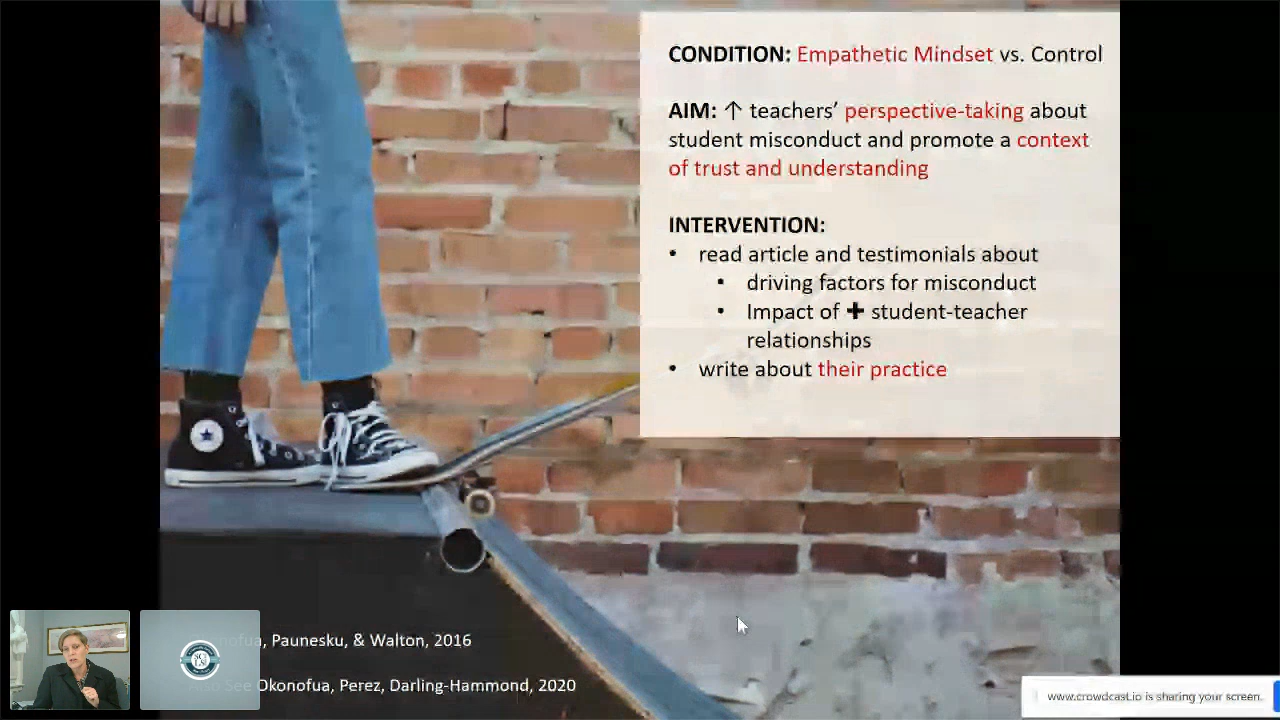 CONDITION: Empathetic Mindset vs. Control
AIM: ↑ teachers’ perspective-taking about
student misconduct and promote a context
of trust and understanding
INTERVENTION:
• read article and testimonials about
• driving factors for misconduct
• Impact of ✚ student-teacher
relationships
• write about their practice
Paunesku, & Walton, 2016
See Okonofua, Perez, Darling-Hammond, 2020
www.crowdcast.io is sharing your screen.